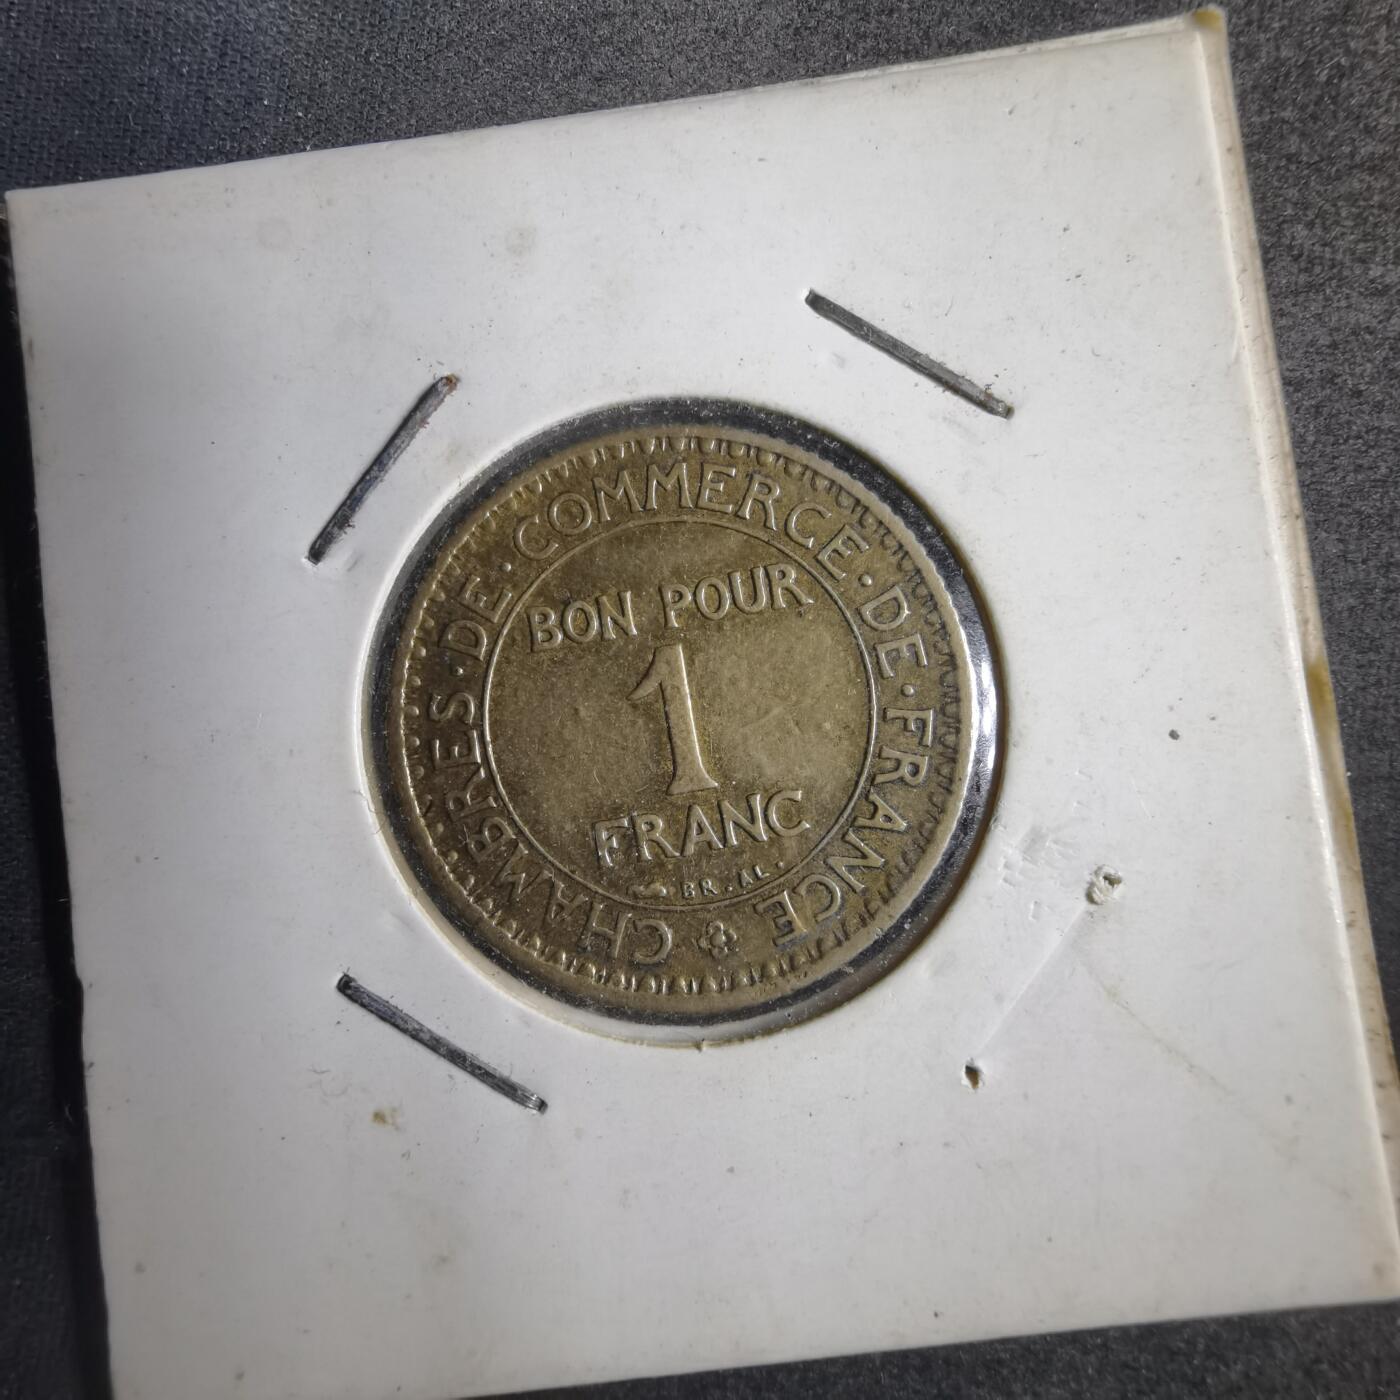 CHAMBRES · DE · COMMERCE · DE · FRANCE
BON POUR
1
FRANC
BR . AL .